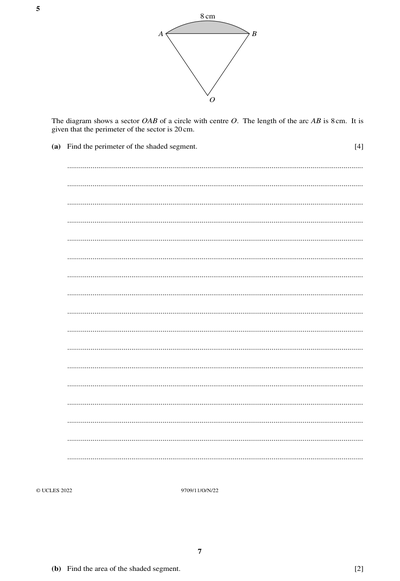 5
8 cm
A
B
O
The diagram shows a sector OAB of a circle with centre O. The length of the arc AB is 8 cm. It is
given that the perimeter of the sector is 20 cm.
(a) Find the perimeter of the shaded segment. [4]
© UCLES 2022 9709/11/O/N/22
7
(b) Find the area of the shaded segment. [2]